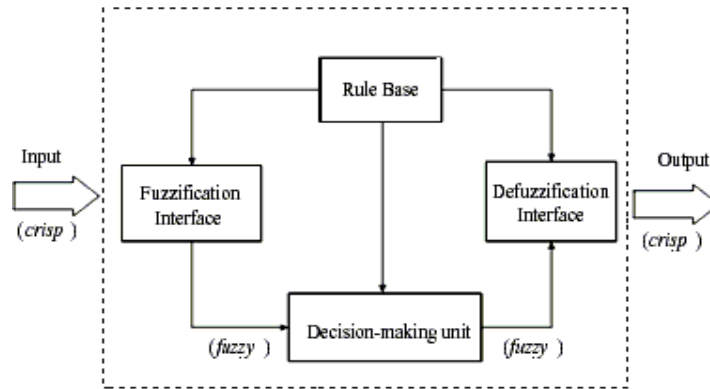 Rule Base
Input
(crisp )
Fuzzification
Interface
Defuzzification
Interface
Output
(crisp )
Decision-making unit
(fuzzy )
(fuzzy )